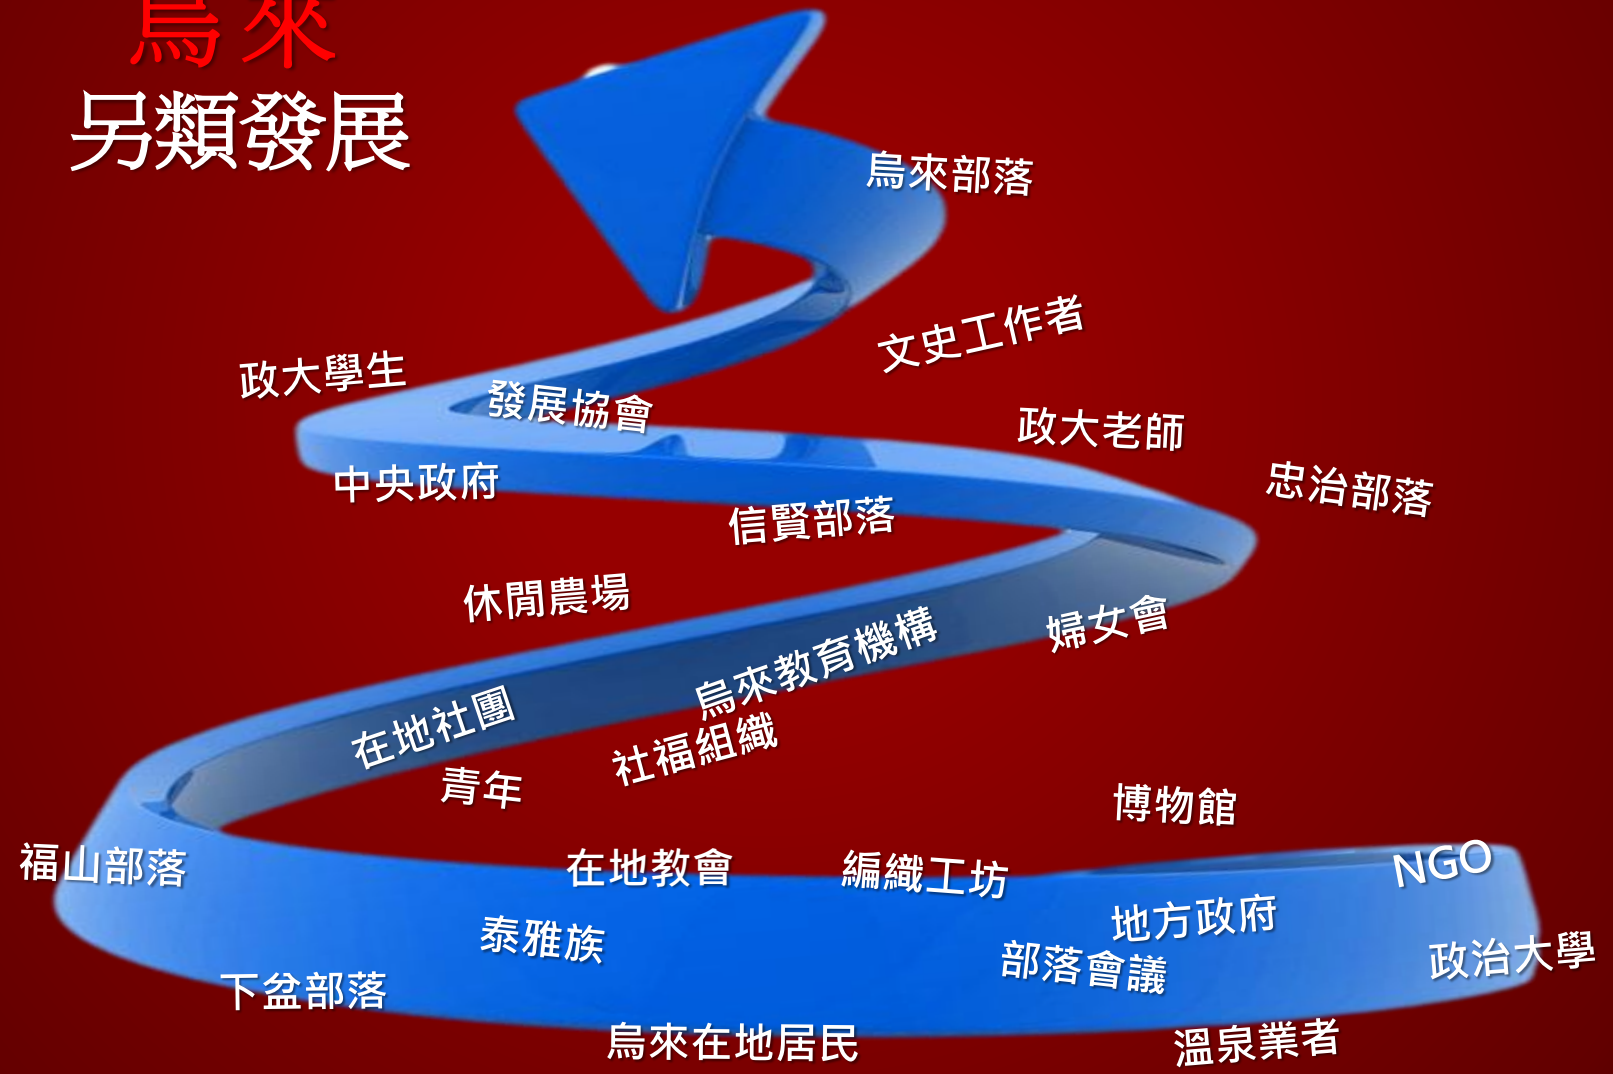 烏來
另類發展
烏來部落
文史工作者
政大學生
發展協會
政大老師
中央政府
忠治部落
信賢部落
休閒農場
婦女會
烏來教育機構
在地社團
社福組織
青年
博物館
福山部落
在地教會
編織工坊
NGO
地方政府
泰雅族
部落會議
政治大學
下盆部落
烏來在地居民
溫泉業者